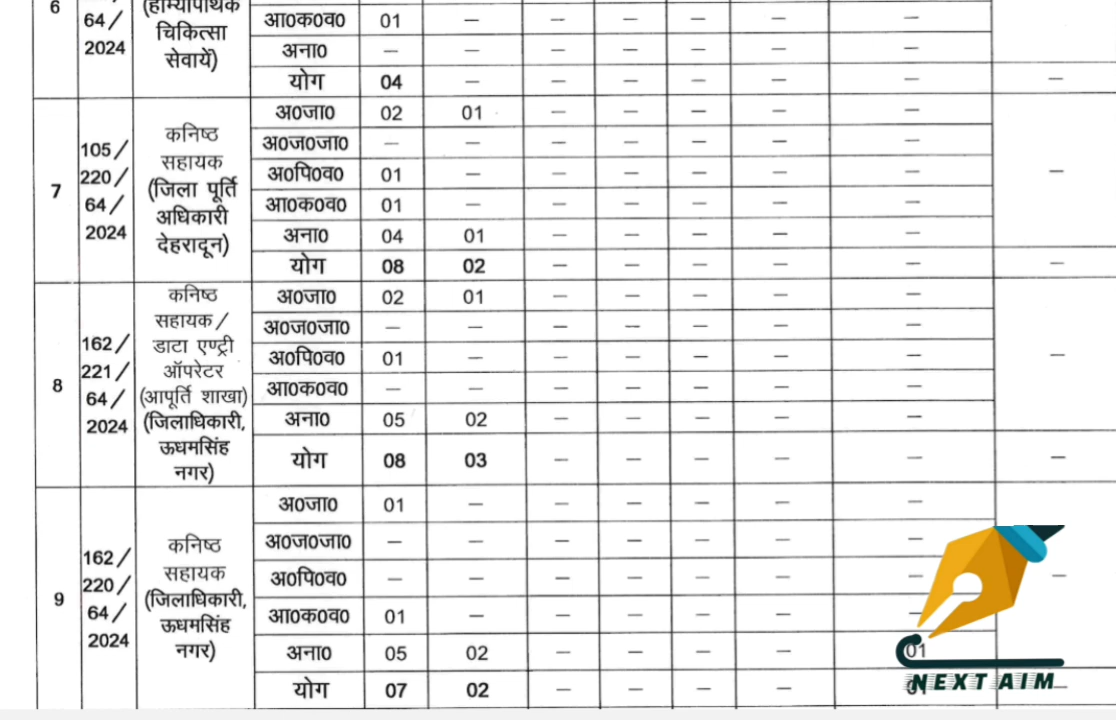 6 64/ 2024 (होम्योपैथिक चिकित्सा सेवायें)
आ0क0व0 01 — — — — — —
अना0 — — — — — — —
योग 04 — — — — — — —
7 105/ 220/ 64/ 2024 कनिष्ठ सहायक (जिला पूर्ति अधिकारी देहरादून)
अ0जा0 02 01 — — — — —
अ0ज0जा0 — — — — — — —
अ0पि0व0 01 — — — — — — —
आ0क0व0 01 — — — — — —
अना0 04 01 — — — — —
योग 08 02 — — — — — —
8 162/ 221/ 64/ 2024 कनिष्ठ सहायक/ डाटा एण्ट्री ऑपरेटर (आपूर्ति शाखा) (जिलाधिकारी, ऊधमसिंह नगर)
अ0जा0 02 01 — — — — —
अ0ज0जा0 — — — — — — —
अ0पि0व0 01 — — — — — — —
आ0क0व0 — — — — — — —
अना0 05 02 — — — — —
योग 08 03 — — — — — —
9 162/ 220/ 64/ 2024 कनिष्ठ सहायक (जिलाधिकारी, ऊधमसिंह नगर)
अ0जा0 01 — — — — — —
अ0ज0जा0 — — — — — — —
अ0पि0व0 — — — — — — — —
आ0क0व0 01 — — — — — —
अना0 05 02 — — — — 01
योग 07 02 — — — — 01 —
NEXT AIM